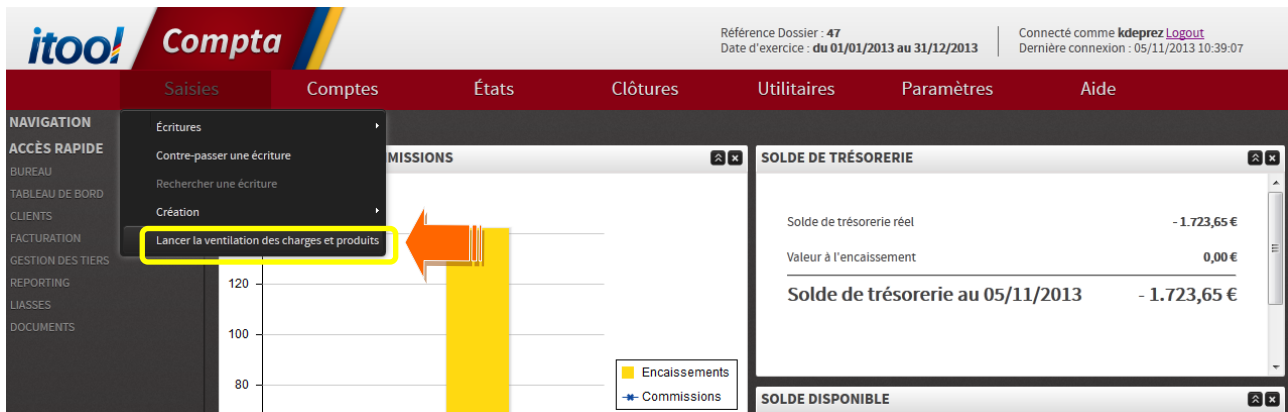 itool Compta
Référence Dossier : 47
Date d'exercice : du 01/01/2013 au 31/12/2013
Connecté comme kdeprez Logout
Dernière connexion : 05/11/2013 10:39:07
Saisies Comptes États Clôtures Utilitaires Paramètres Aide
NAVIGATION
ACCÈS RAPIDE
BUREAU
TABLEAU DE BORD
CLIENTS
FACTURATION
GESTION DES TIERS
REPORTING
LIASSES
DOCUMENTS
Écritures
Contre-passer une écriture
Rechercher une écriture
Création
Lancer la ventilation des charges et produits
MISSIONS
120
100
80
Encaissements
Commissions
SOLDE DE TRÉSORERIE
Solde de trésorerie réel - 1.723,65 €
Valeur à l'encaissement 0,00 €
Solde de trésorerie au 05/11/2013 - 1.723,65 €
SOLDE DISPONIBLE